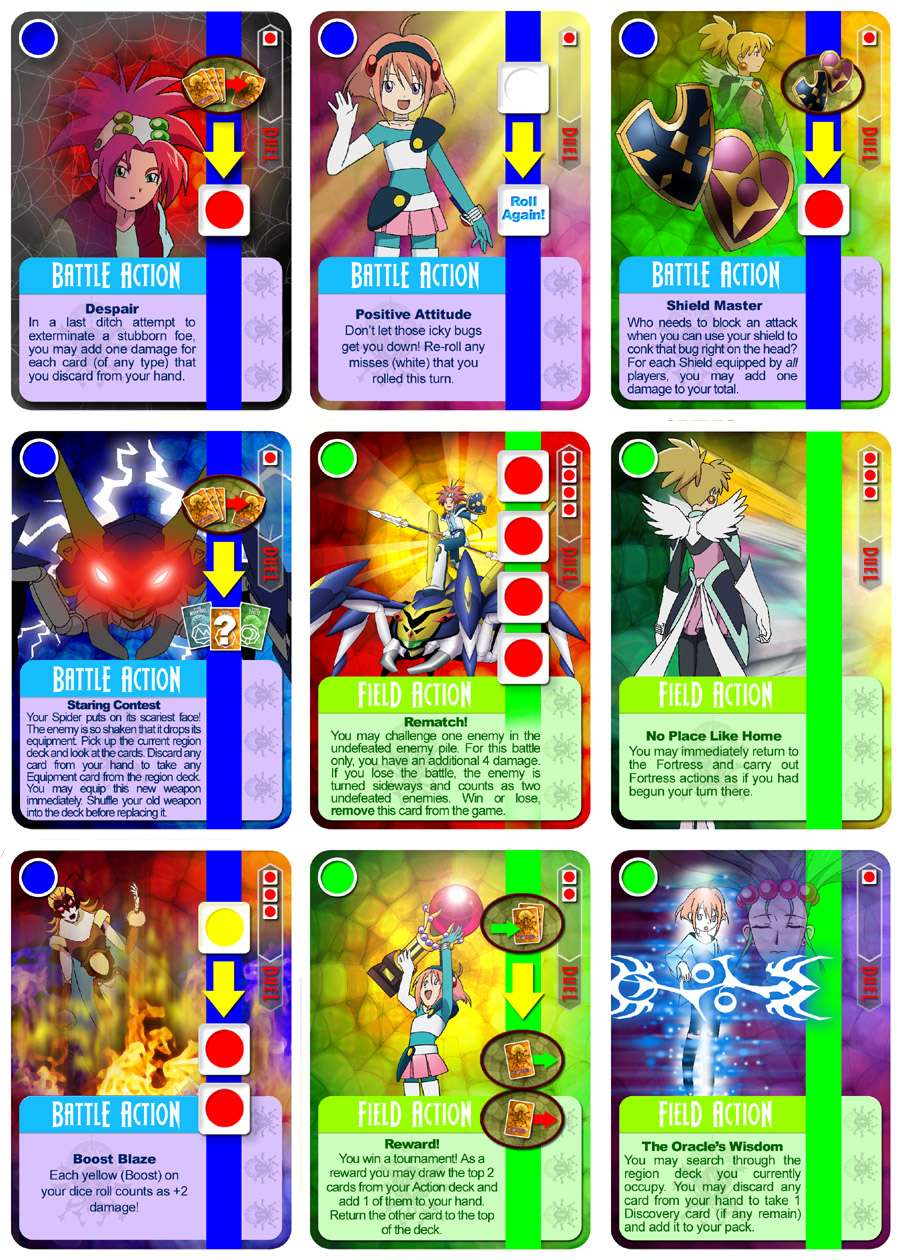 DUEL
BATTLE ACTION
Despair
In a last ditch attempt to
exterminate a stubborn foe,
you may add one damage for
each card (of any type) that
you discard from your hand.
Roll
Again!
DUEL
BATTLE ACTION
Positive Attitude
Don't let those icky bugs
get you down! Re-roll any
misses (white) that you
rolled this turn.
DUEL
BATTLE ACTION
Shield Master
Who needs to block an attack
when you can use your shield to
conk that bug right on the head?
For each Shield equipped by all
players, you may add one
damage to your total.
DUEL
?
BATTLE ACTION
Staring Contest
Your Spider puts on its scariest face!
The enemy is so shaken that it drops its
equipment. Pick up the current region
deck and look at the cards. Discard any
card from your hand to take any
Equipment card from the region deck.
You may equip this new weapon
immediately. Shuffle your old weapon
into the deck before replacing it.
DUEL
FIELD ACTION
Rematch!
You may challenge one enemy in the
undefeated enemy pile. For this battle
only, you have an additional 4 damage.
If you lose the battle, the enemy is
turned sideways and counts as two
undefeated enemies. Win or lose,
remove this card from the game.
DUEL
FIELD ACTION
No Place Like Home
You may immediately return to
the Fortress and carry out
Fortress actions as if you had
begun your turn there.
DUEL
BATTLE ACTION
Boost Blaze
Each yellow (Boost) on
your dice roll counts as +2
damage!
DUEL
FIELD ACTION
Reward!
You win a tournament! As a
reward you may draw the top 2
cards from your Action deck and
add 1 of them to your hand.
Return the other card to the top
of the deck.
DUEL
FIELD ACTION
The Oracle's Wisdom
You may search through the
region deck you currently
occupy. You may discard any
card from your hand to take 1
Discovery card (if any remain)
and add it to your pack.